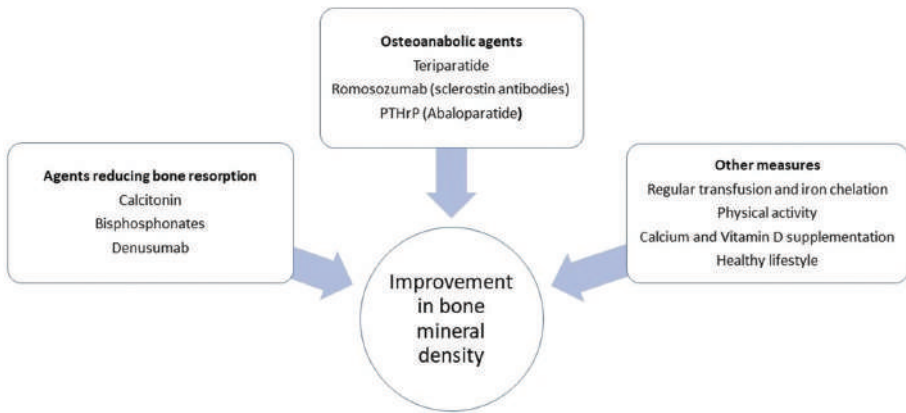 Osteoanabolic agents
Teriparatide
Romosozumab (sclerostin antibodies)
PTHrP (Abaloparatide)
Agents reducing bone resorption
Calcitonin
Bisphosphonates
Denusumab
Other measures
Regular transfusion and iron chelation
Physical activity
Calcium and Vitamin D supplementation
Healthy lifestyle
Improvement
in bone
mineral
density